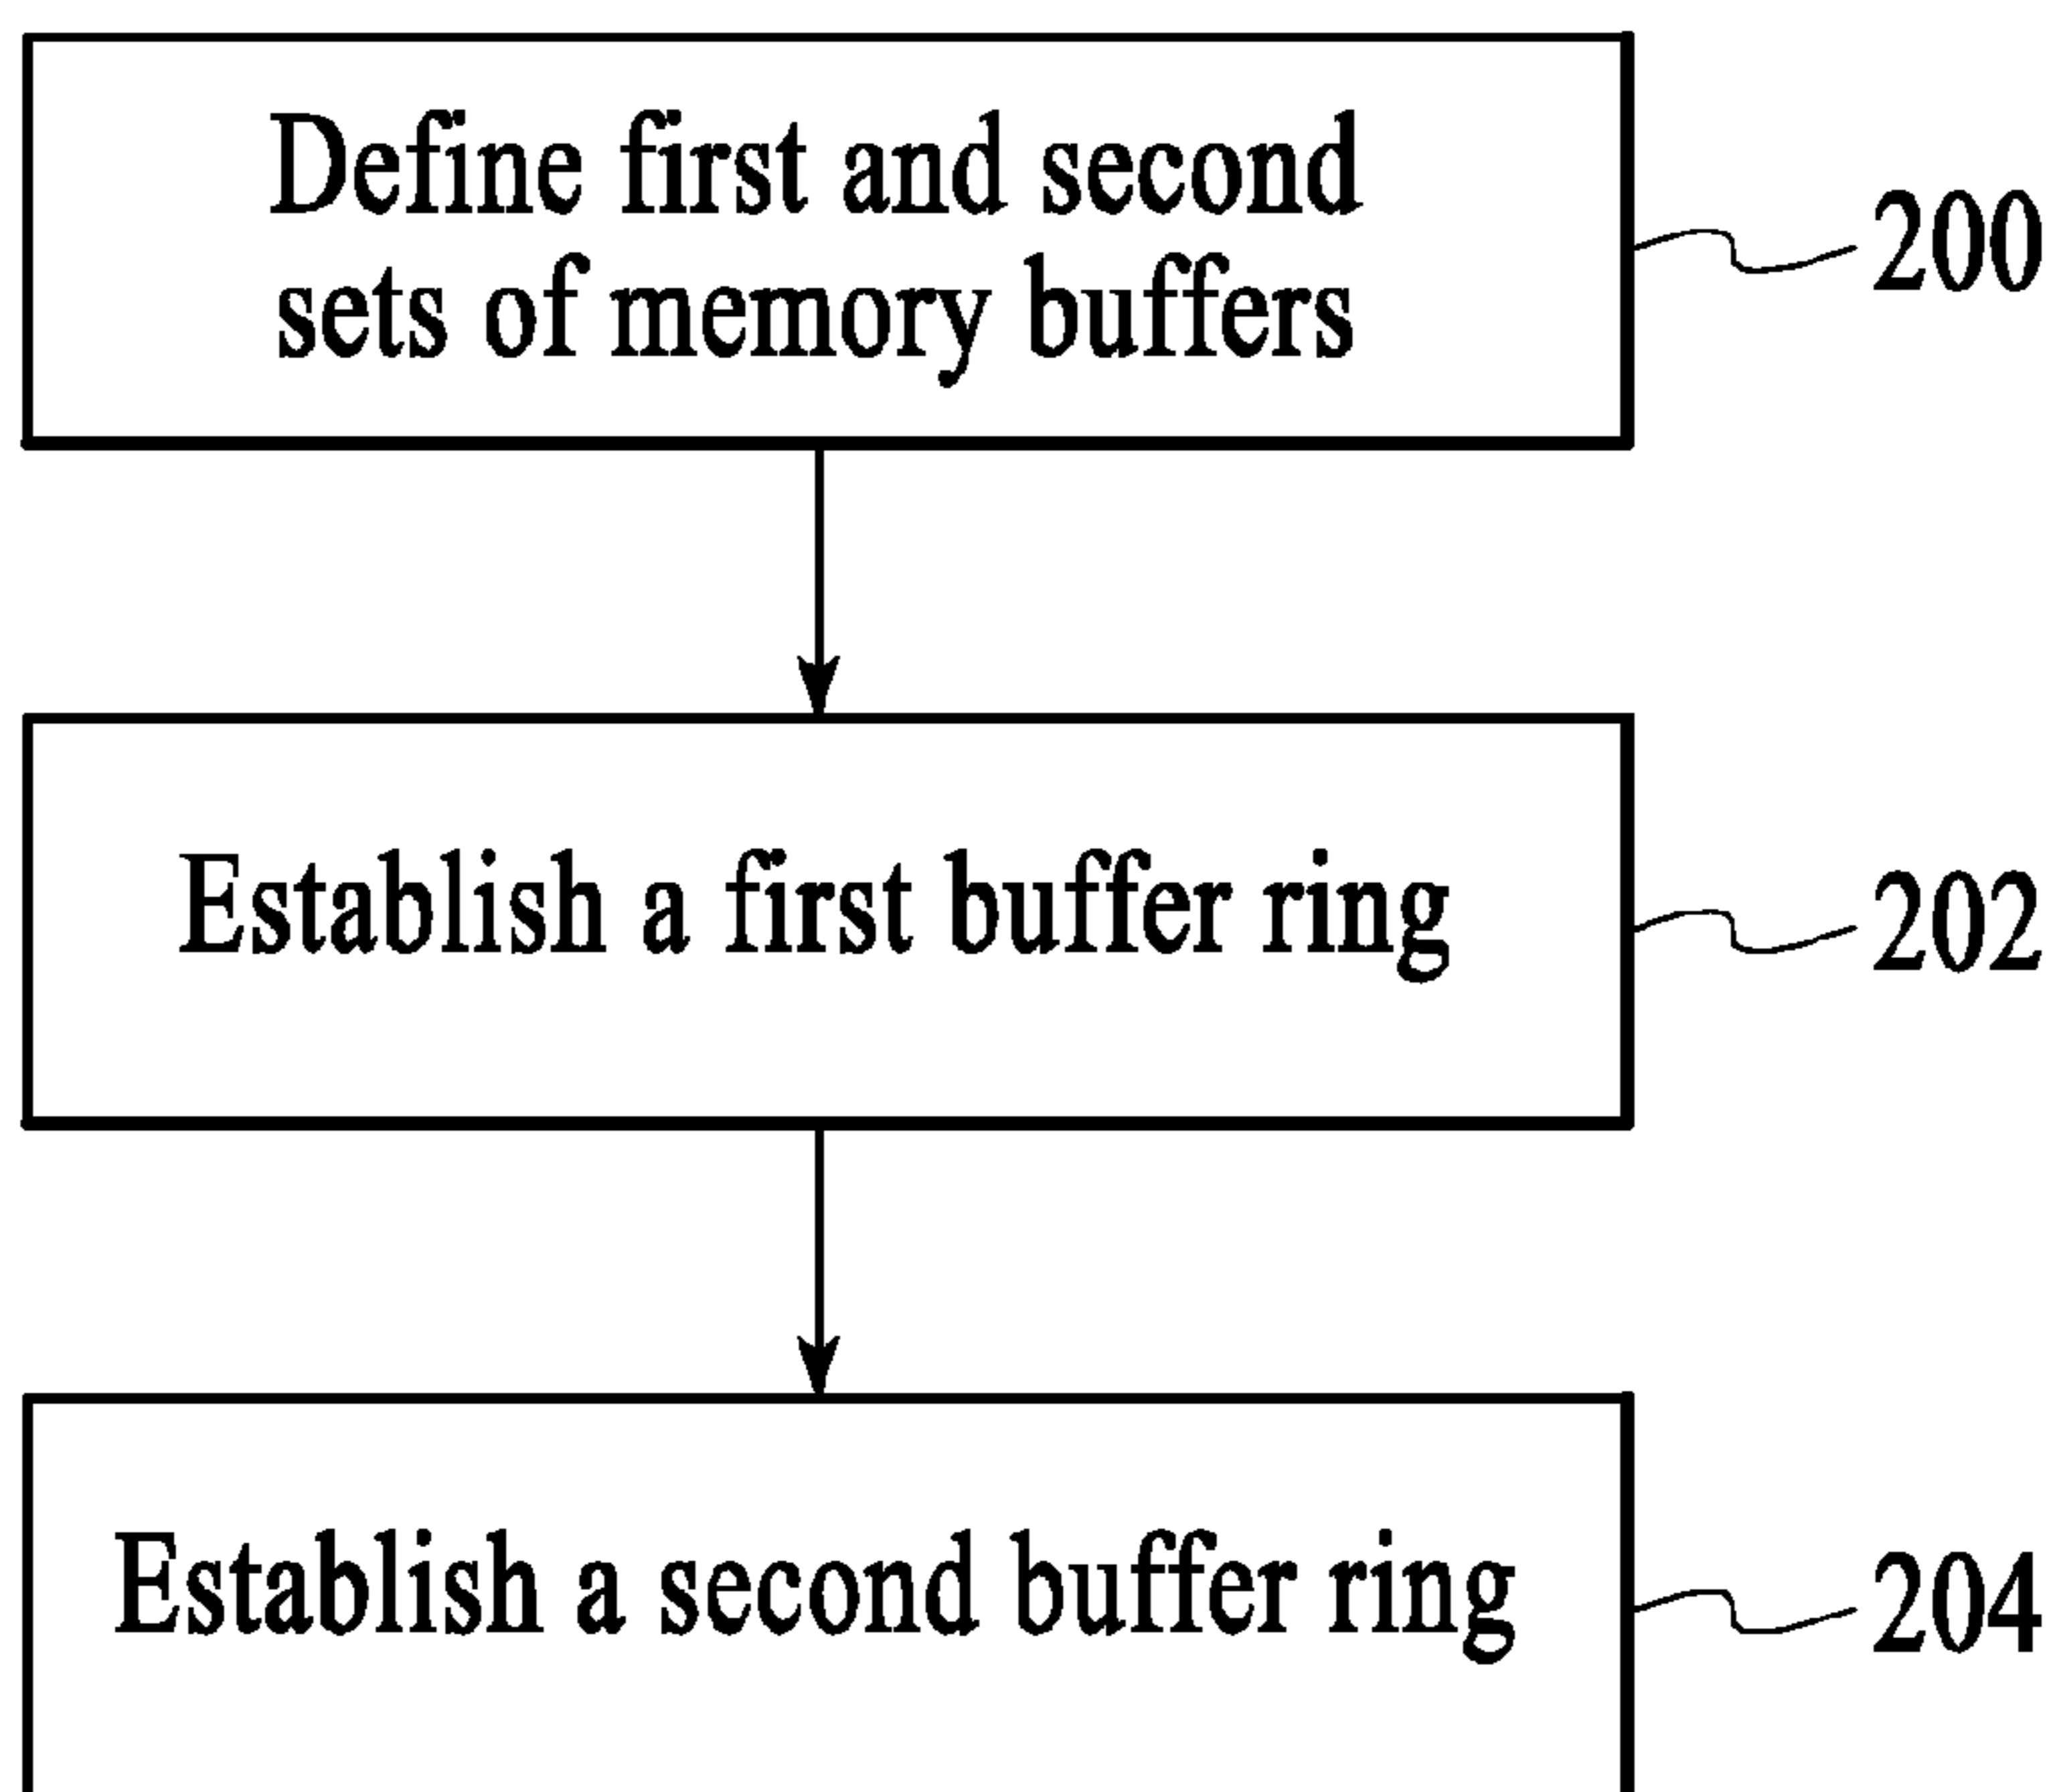 Define first and second
sets of memory buffers
200
Establish a first buffer ring
202
Establish a second buffer ring
204